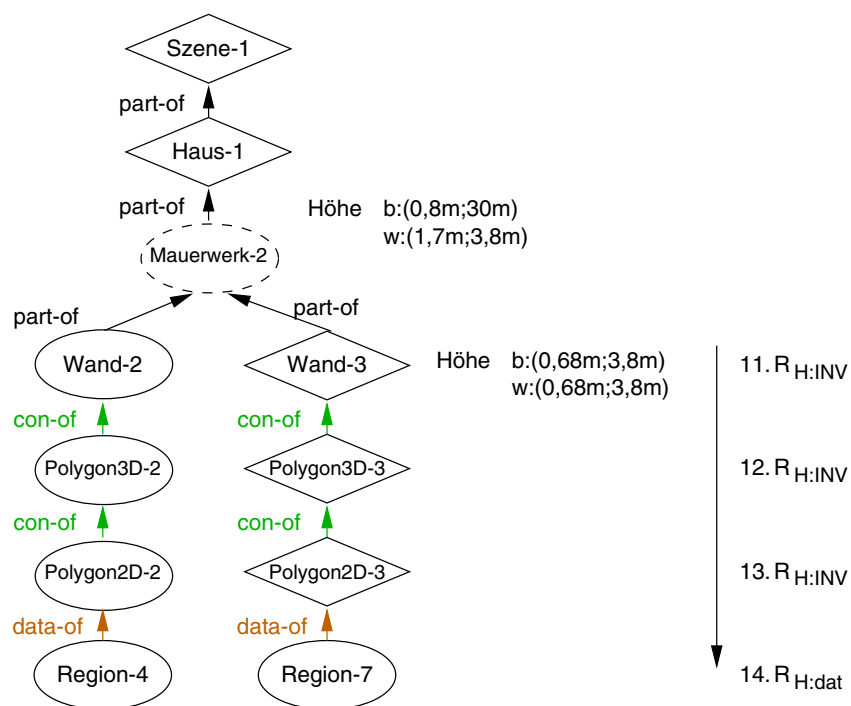 Szene-1
part-of
Haus-1
part-of
Höhe b:(0,8m;30m)
w:(1,7m;3,8m)
Mauerwerk-2
part-of part-of
Wand-2 Wand-3 Höhe b:(0,68m;3,8m) 11. R H:INV
w:(0,68m;3,8m)
con-of con-of
Polygon3D-2 Polygon3D-3 12. R H:INV
con-of con-of
Polygon2D-2 Polygon2D-3 13. R H:INV
data-of data-of
Region-4 Region-7 14. R H:dat